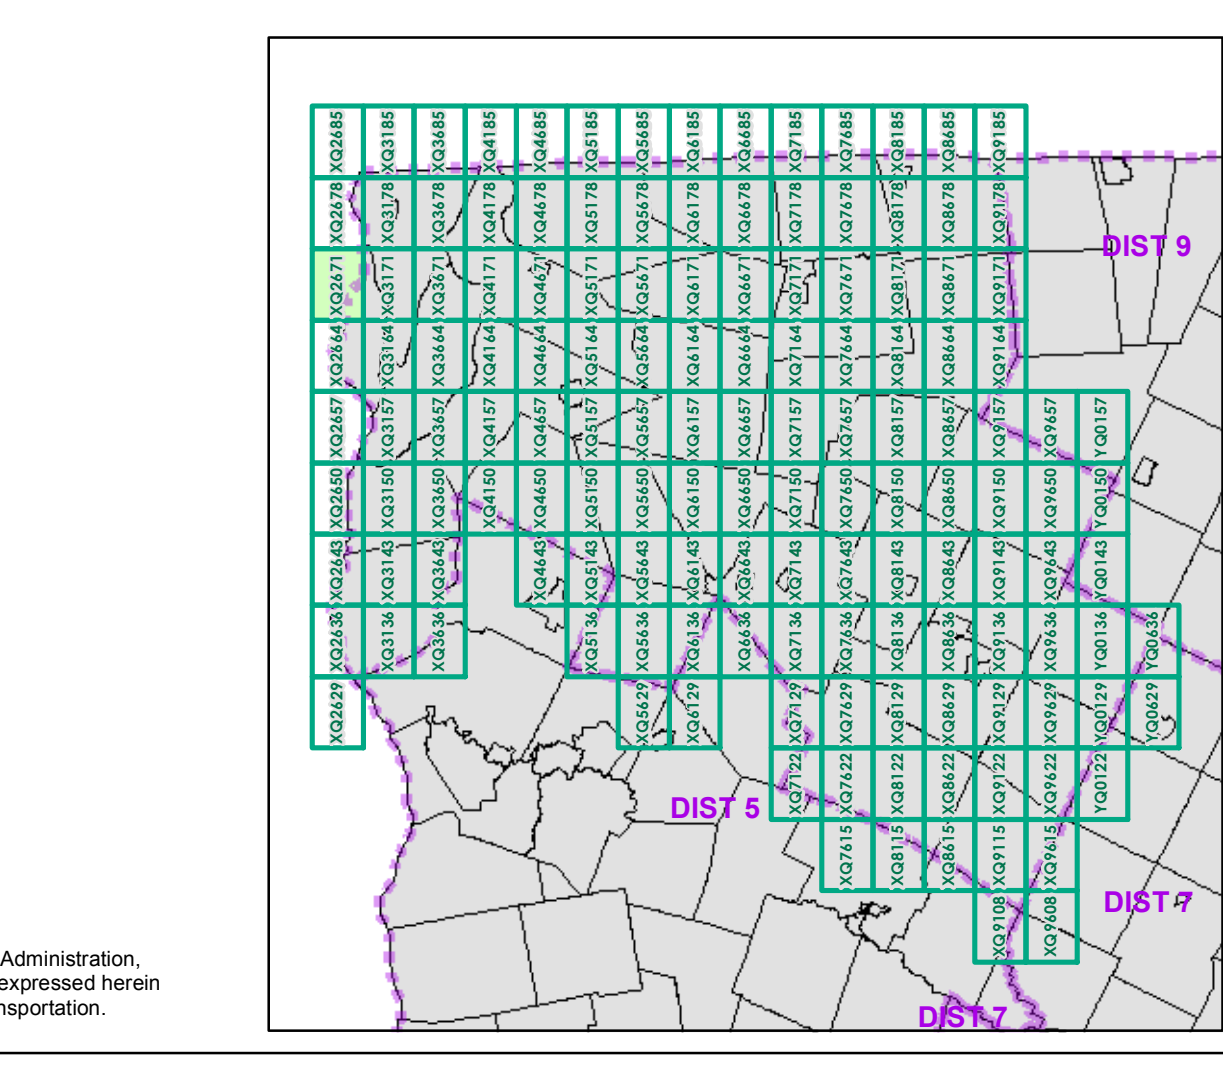 XQ2685 XQ3185 XQ3685 XQ4185 XQ4685 XQ5185 XQ5685 XQ6185 XQ6685 XQ7185 XQ7685 XQ8185 XQ8685 XQ9185
XQ2678 XQ3178 XQ3678 XQ4178 XQ4678 XQ5178 XQ5678 XQ6178 XQ6678 XQ7178 XQ7678 XQ8178 XQ8678 XQ9178
DIST 9
XQ2671 XQ3171 XQ3671 XQ4171 XQ4671 XQ5171 XQ5671 XQ6171 XQ6671 XQ7171 XQ7671 XQ8171 XQ8671 XQ9171
XQ2664 XQ3164 XQ3664 XQ4164 XQ4664 XQ5164 XQ5664 XQ6164 XQ6664 XQ7164 XQ7664 XQ8164 XQ8664 XQ9164
XQ2657 XQ3157 XQ3657 XQ4157 XQ4657 XQ5157 XQ5657 XQ6157 XQ6657 XQ7157 XQ7657 XQ8157 XQ8657 XQ9157 XQ9657 YQ0157
XQ2650 XQ3150 XQ3650 XQ4150 XQ4650 XQ5150 XQ5650 XQ6150 XQ6650 XQ7150 XQ7650 XQ8150 XQ8650 XQ9150 XQ9650 YQ0150
XQ2643 XQ3143 XQ3643 XQ4643 XQ5143 XQ5643 XQ6143 XQ6643 XQ7143 XQ7643 XQ8143 XQ8643 XQ9143 XQ9643 YQ0143
XQ2636 XQ3136 XQ3636 XQ5136 XQ5636 XQ6136 XQ6636 XQ7136 XQ7636 XQ8136 XQ8636 XQ9136 XQ9636 YQ0136 YQ0636
XQ2629 XQ5629 XQ6129 XQ7129 XQ7629 XQ8129 XQ8629 XQ9129 XQ9629 YQ0129 YQ0629
XQ7122 XQ7622 XQ8122 XQ8622 XQ9122 XQ9622 YQ0122
DIST 5
XQ7615 XQ8115 XQ8615 XQ9115 XQ9615
DIST 7
XQ9108 XQ9608
Administration,
expressed herein
nsportation.
DIST 7